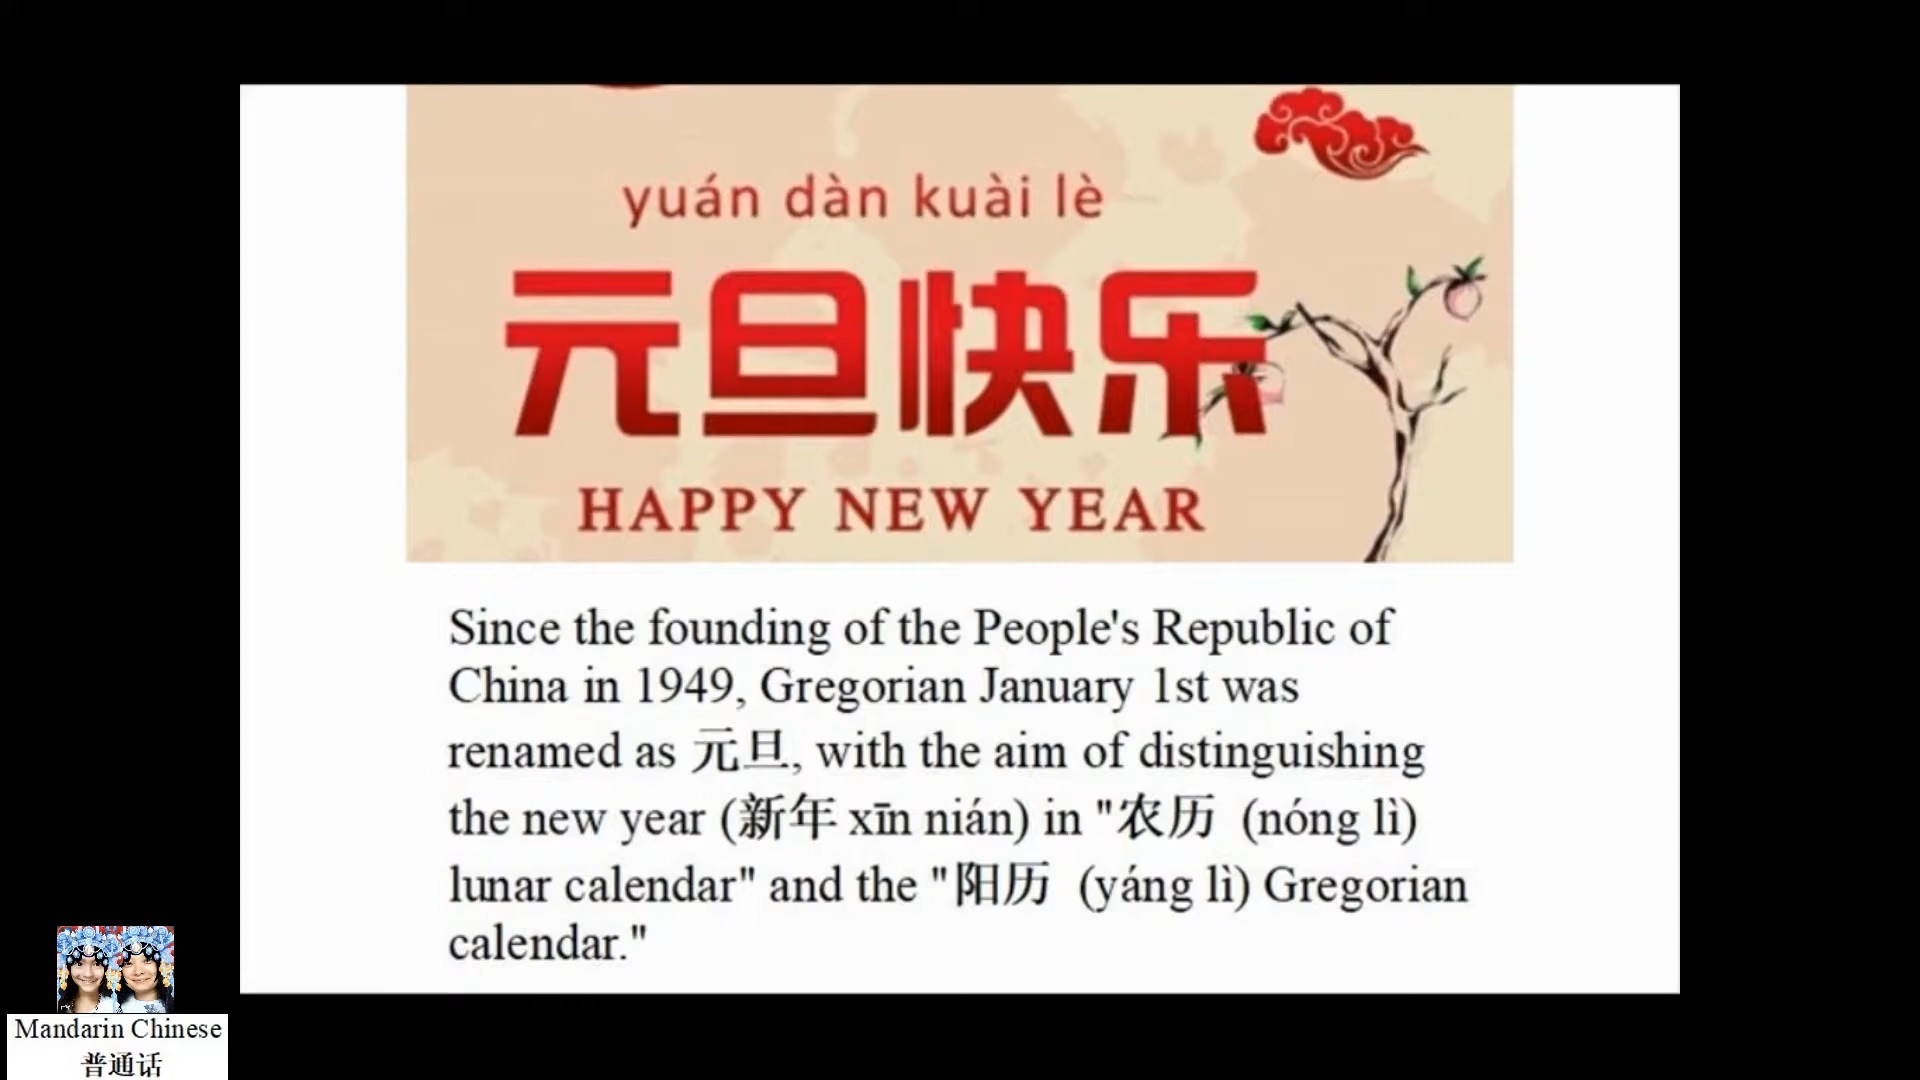 yuán dàn kuài lè
元旦快乐
HAPPY NEW YEAR
Since the founding of the People's Republic of
China in 1949, Gregorian January 1st was
renamed as 元旦, with the aim of distinguishing
the new year (新年 xīn nián) in "农历 (nóng lì)
lunar calendar" and the "阳历 (yáng lì) Gregorian
calendar."
Mandarin Chinese
普通话